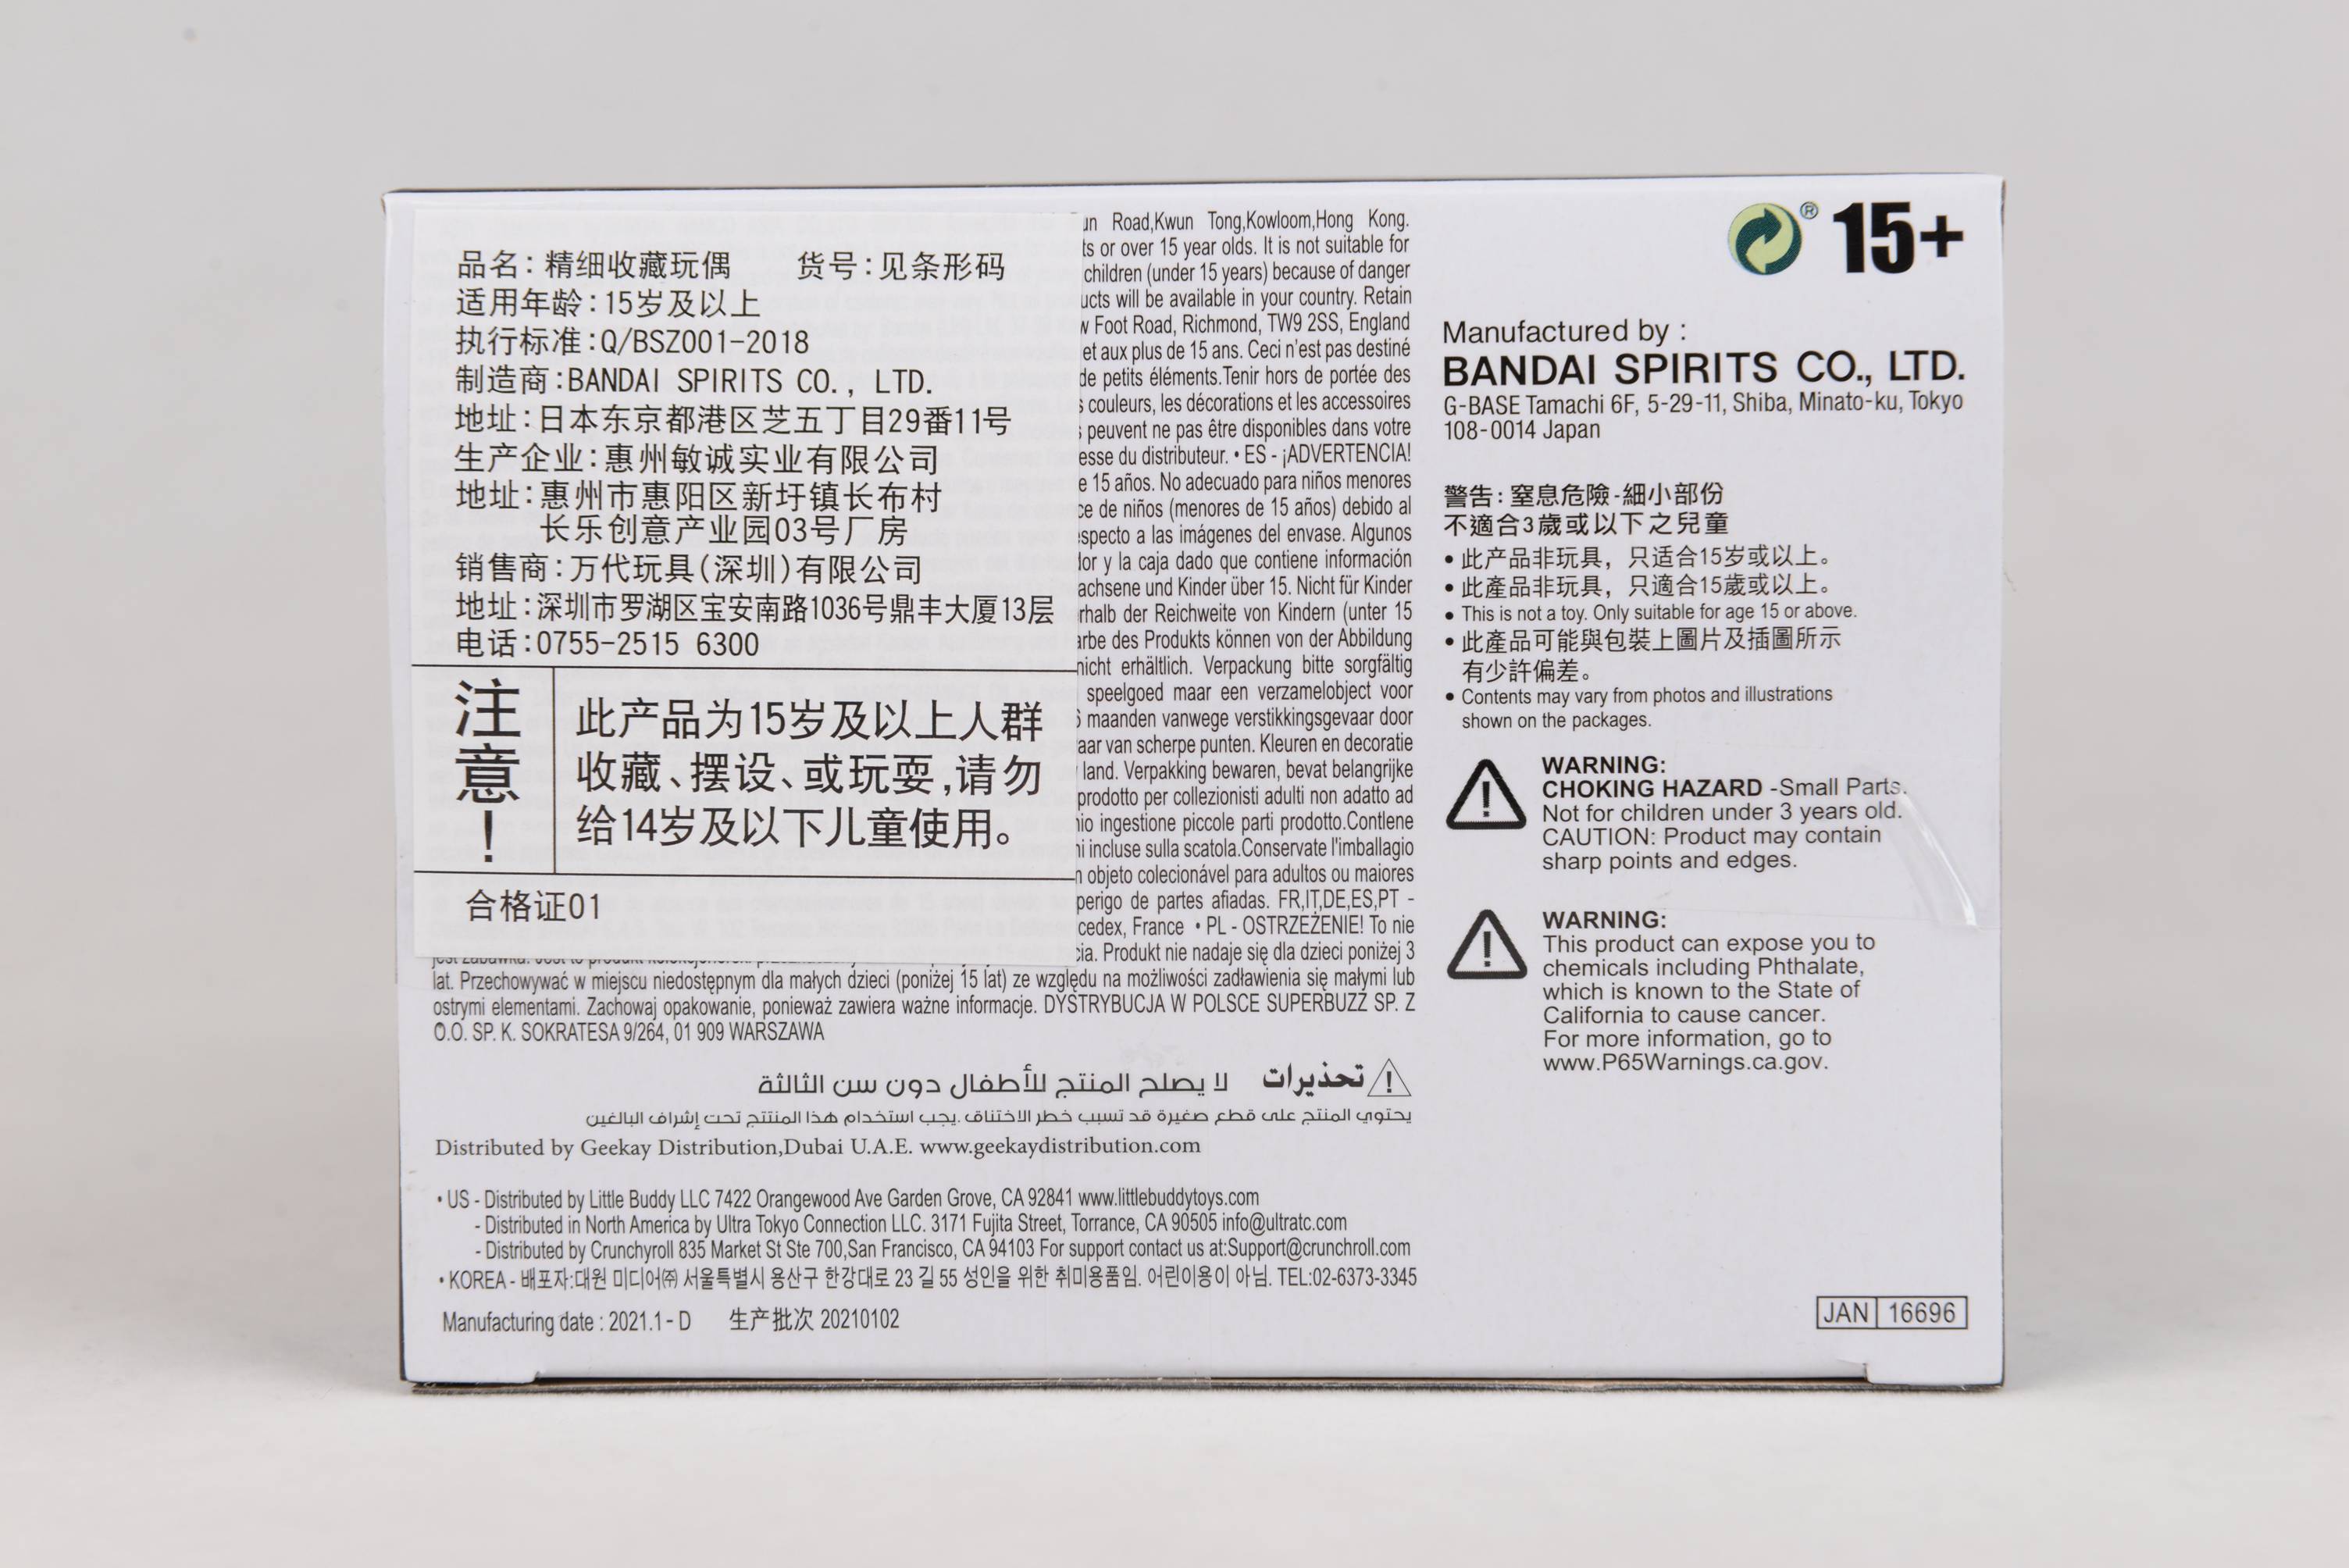 品名：精细收藏玩偶 货号：见条形码
适用年龄：15岁及以上
执行标准：Q/BSZ001-2018
制造商：BANDAI SPIRITS CO., LTD.
地址：日本东京都港区芝五丁目29番11号
生产企业：惠州敏诚实业有限公司
地址：惠州市惠阳区新圩镇长布村
长乐创意产业园03号厂房
销售商：万代玩具(深圳)有限公司
地址：深圳市罗湖区宝安南路1036号鼎丰大厦13层
电话：0755-2515 6300
注意！
此产品为15岁及以上人群
收藏、摆设、或玩耍，请勿
给14岁及以下儿童使用。
合格证01
Road,Kwun Tong,Kowloom,Hong Kong.
or over 15 year olds. It is not suitable for
children (under 15 years) because of danger
will be available in your country. Retain
Foot Road, Richmond, TW9 2SS, England
et aux plus de 15 ans. Ceci n'est pas destiné
de petits éléments.Tenir hors de portée des
couleurs, les décorations et les accessoires
peuvent ne pas être disponibles dans votre
esse du distributeur. • ES - ¡ADVERTENCIA!
e 15 años. No adecuado para niños menores
de niños (menores de 15 años) debido al
specto a las imágenes del envase. Algunos
y la caja dado que contiene información
achsene und Kinder über 15. Nicht für Kinder
rhalb der Reichweite von Kindern (unter 15
arbe des Produkts können von der Abbildung
nicht erhältlich. Verpackung bitte sorgfältig
speelgoed maar een verzamelobject voor
maanden vanwege verstikkingsgevaar door
aar van scherpe punten. Kleuren en decoratie
land. Verpakking bewaren, bevat belangrijke
prodotto per collezionisti adulti non adatto ad
io ingestione piccole parti prodotto.Contlene
incluse sulla scatola.Conservate l'imballagio
objeto colecionável para adultos ou maiores
perigo de partes afiadas. FR,IT,DE,ES,PT -
cedex, France • PL - OSTRZEŻENIE! To nie
Produkt nie nadaje się dla dzieci poniżej 3
lat. Przechowywać w miejscu niedostępnym dla małych dzieci (poniżej 15 lat) ze względu na możliwości zadławienia się małymi lub
ostrymi elementami. Zachowaj opakowanie, ponieważ zawiera ważne informacje. DYSTRYBUCJA W POLSCE SUPERBUZZ SP. Z
O.O. SP. K. SOKRATESA 9/264, 01 909 WARSZAWA
تحذيرات لا يصلح المنتج للأطفال دون سن الثالثة
يحتوي المنتج على قطع صغيرة قد تسبب خطر الاختناق. يجب استخدام هذا المنتتج تحت إشراف البالغين
Distributed by Geekay Distribution,Dubai U.A.E. www.geekaydistribution.com
• US - Distributed by Little Buddy LLC 7422 Orangewood Ave Garden Grove, CA 92841 www.littlebuddytoys.com
- Distributed in North America by Ultra Tokyo Connection LLC. 3171 Fujita Street, Torrance, CA 90505 info@ultratc.com
- Distributed by Crunchyroll 835 Market St Ste 700,San Francisco, CA 94103 For support contact us at:Support@crunchroll.com
• KOREA - 배포자:대원 미디어㈜ 서울특별시 용산구 한강대로 23 길 55 성인을 위한 취미용품임. 어린이용이 아님. TEL:02-6373-3345
Manufacturing date : 2021.1 - D 生产批次 20210102
® 15+
Manufactured by :
BANDAI SPIRITS CO., LTD.
G-BASE Tamachi 6F, 5-29-11, Shiba, Minato-ku, Tokyo
108-0014 Japan
警告：窒息危險-細小部份
不適合3歲或以下之兒童
• 此产品非玩具，只适合15岁或以上。
• 此產品非玩具，只適合15歲或以上。
• This is not a toy. Only suitable for age 15 or above.
• 此產品可能與包裝上圖片及插圖所示
有少許偏差。
• Contents may vary from photos and illustrations
shown on the packages.
WARNING:
CHOKING HAZARD -Small Parts.
Not for children under 3 years old.
CAUTION: Product may contain
sharp points and edges.
WARNING:
This product can expose you to
chemicals including Phthalate,
which is known to the State of
California to cause cancer.
For more information, go to
www.P65Warnings.ca.gov.
JAN 16696